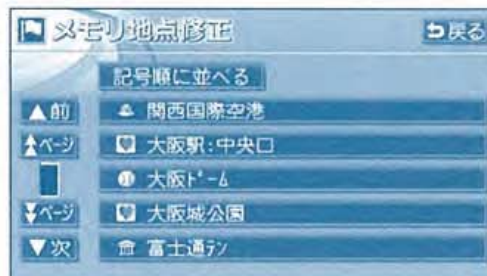 メモリ地点修正
戻る
記号順に並べる
▲前
関西国際空港
ページ
大阪駅:中央口
大阪ドーム
ページ
大阪城公園
▼次
富士通テン